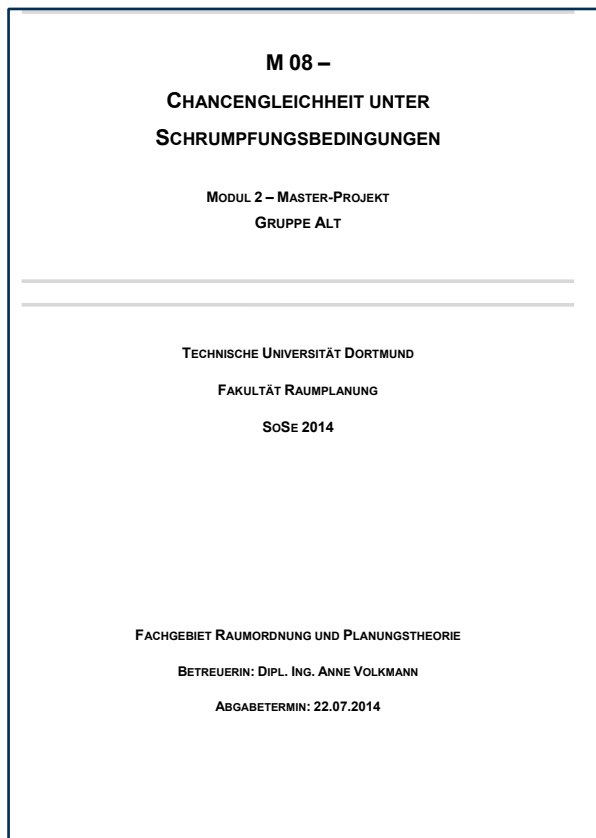 M 08 –
CHANCENGLEICHHEIT UNTER
SCHRUMPFUNGSBEDINGUNGEN
MODUL 2 – MASTER-PROJEKT
GRUPPE ALT
TECHNISCHE UNIVERSITÄT DORTMUND
FAKULTÄT RAUMPLANUNG
SOSE 2014
FACHGEBIET RAUMORDNUNG UND PLANUNGSTHEORIE
BETREUERIN: DIPL. ING. ANNE VOLKMANN
ABGABETERMIN: 22.07.2014